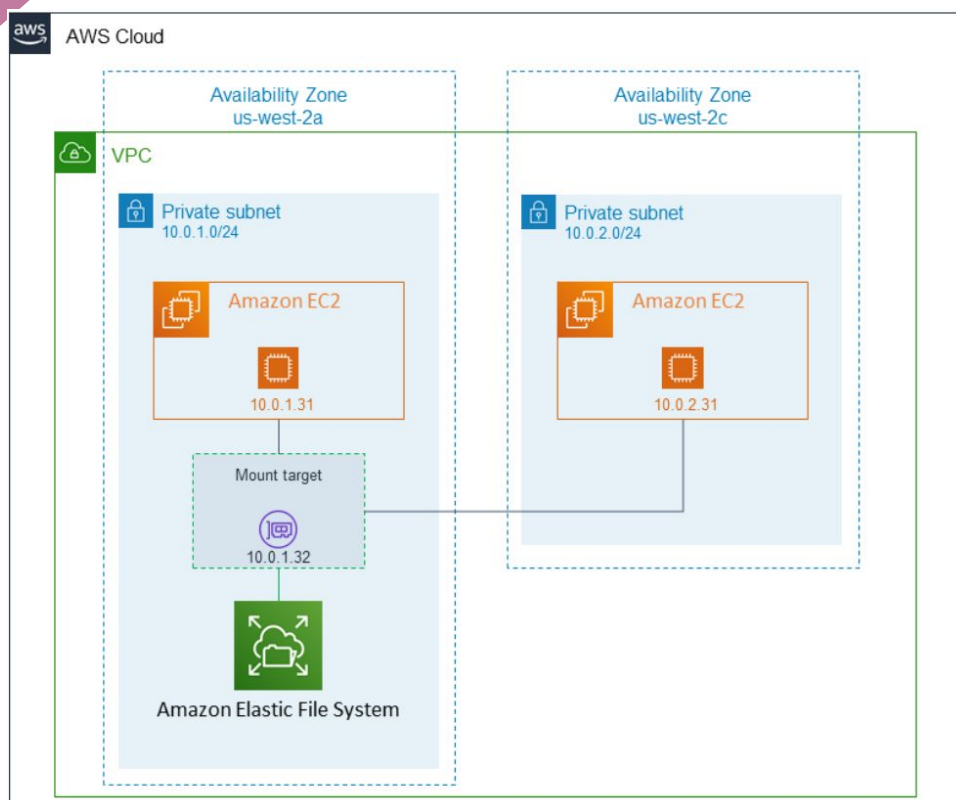 aws
AWS Cloud
Availability Zone
us-west-2a
Availability Zone
us-west-2c
VPC
Private subnet
10.0.1.0/24
Private subnet
10.0.2.0/24
Amazon EC2
10.0.1.31
Amazon EC2
10.0.2.31
Mount target
10.0.1.32
Amazon Elastic File System